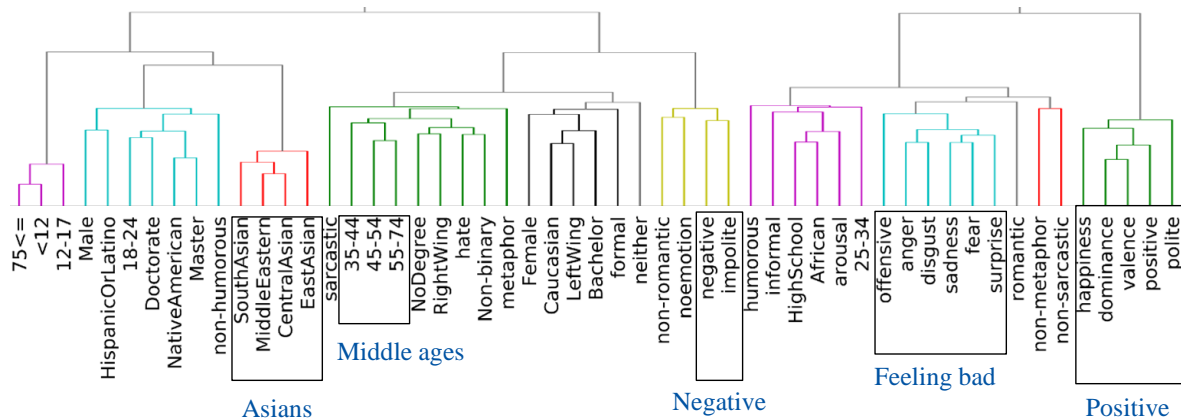 75<=
<12
12-17
Male
HispanicOrLatino
18-24
Doctorate
NativeAmerican
Master
non-humorous
SouthAsian
MiddleEastern
CentralAsian
EastAsian
sarcastic
35-44
45-54
55-74
NoDegree
RightWing
hate
Non-binary
metaphor
Female
Caucasian
LeftWing
Bachelor
formal
neither
non-romantic
noemotion
negative
impolite
humorous
informal
HighSchool
African
arousal
25-34
offensive
anger
disgust
sadness
fear
surprise
romantic
non-metaphor
non-sarcastic
happiness
dominance
valence
positive
polite
Middle ages
Feeling bad
Asians
Negative
Positive